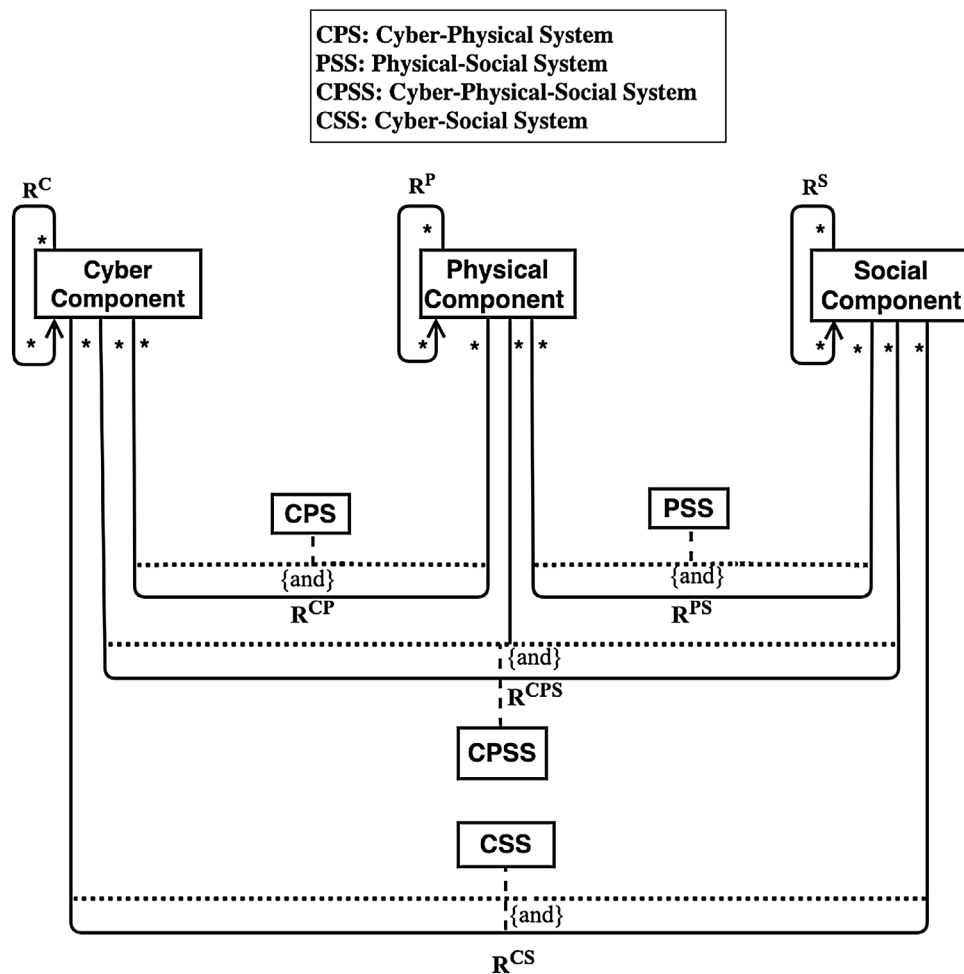 CPS: Cyber-Physical System
PSS: Physical-Social System
CPSS: Cyber-Physical-Social System
CSS: Cyber-Social System
R^C
R^P
R^S
*
*
*
Cyber
Component
Physical
Component
Social
Component
* * * *
* * * *
* * * *
CPS
PSS
{and}
{and}
R^CP
R^PS
{and}
R^CPS
CPSS
CSS
{and}
R^CS